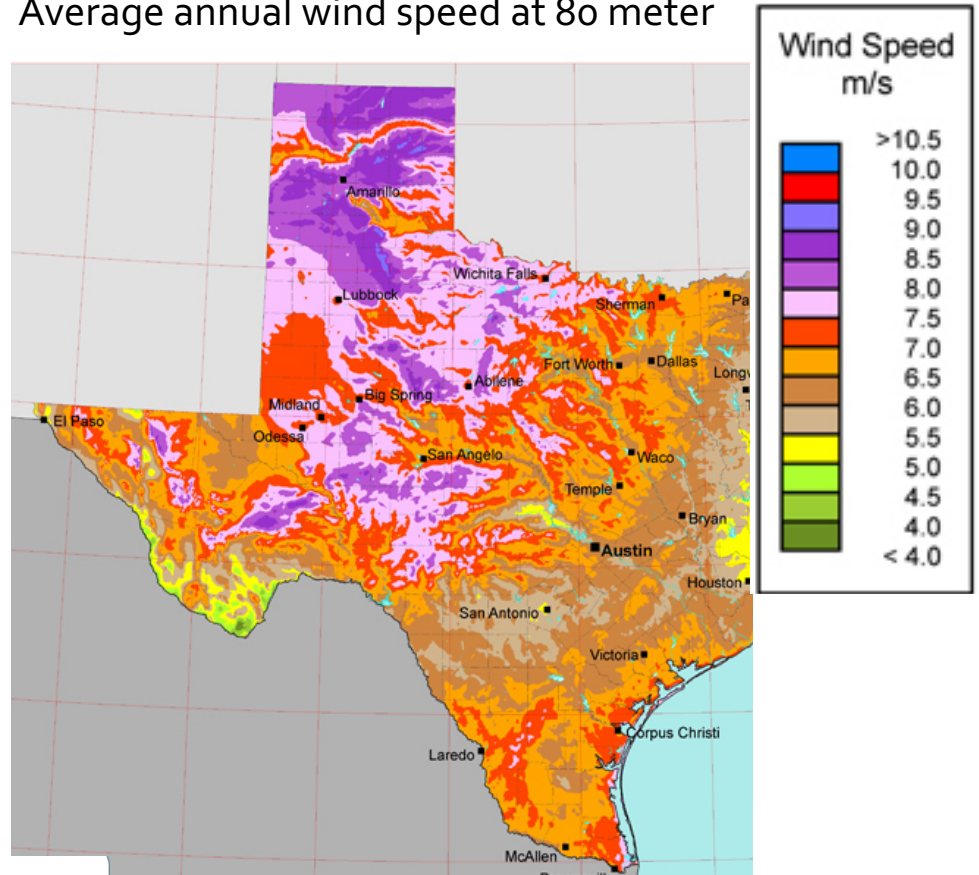 Average annual wind speed at 80 meter
Wind Speed
m/s
>10.5
10.0
9.5
9.0
8.5
8.0
7.5
7.0
6.5
6.0
5.5
5.0
4.5
4.0
< 4.0
Amarillo
Wichita Falls
Lubbock
Sherman
Pa
Fort Worth
Dallas
Longv
Abilene
Big Spring
Midland
El Paso
Odessa
San Angelo
Waco
Temple
Bryan
Austin
Houston
San Antonio
Victoria
Corpus Christi
Laredo
McAllen